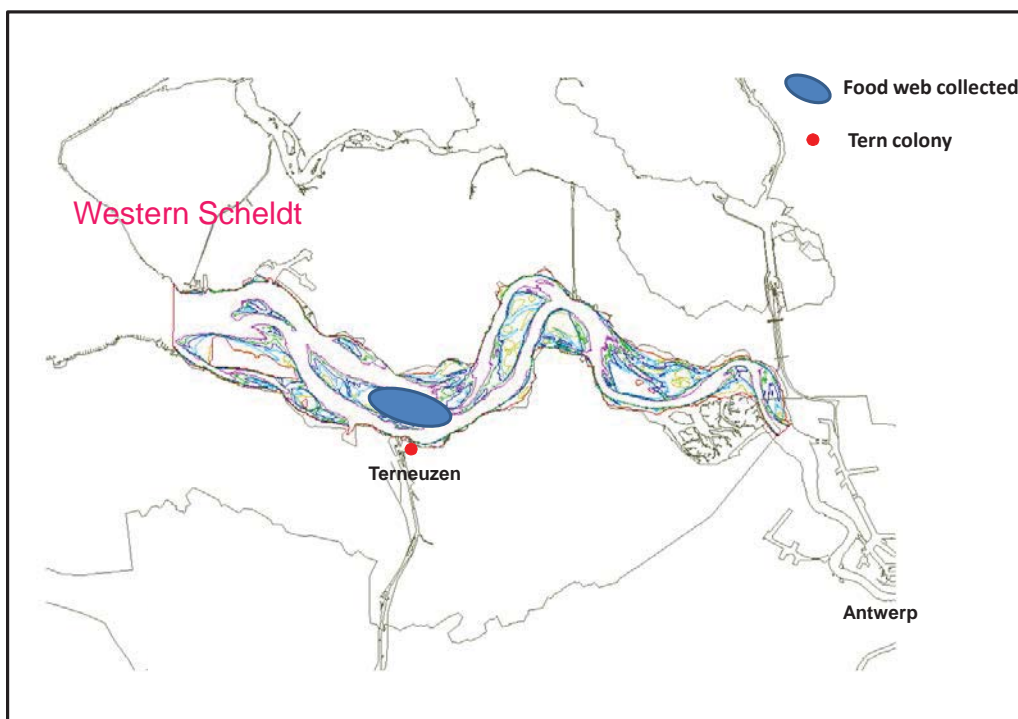 Food web collected
Tern colony
Western Scheldt
Terneuzen
Antwerp